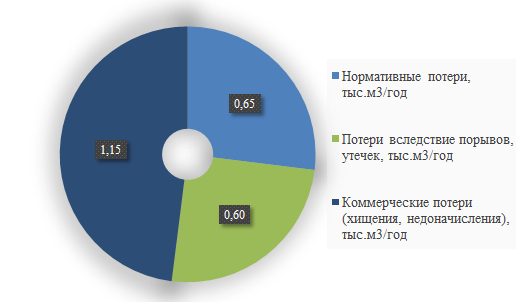 0,65
1,15
0,60
Нормативные потери,
тыс.м3/год
Потери вследствие порывов,
утечек, тыс.м3/год
Коммерческие потери
(хищения, недоначисления),
тыс.м3/год